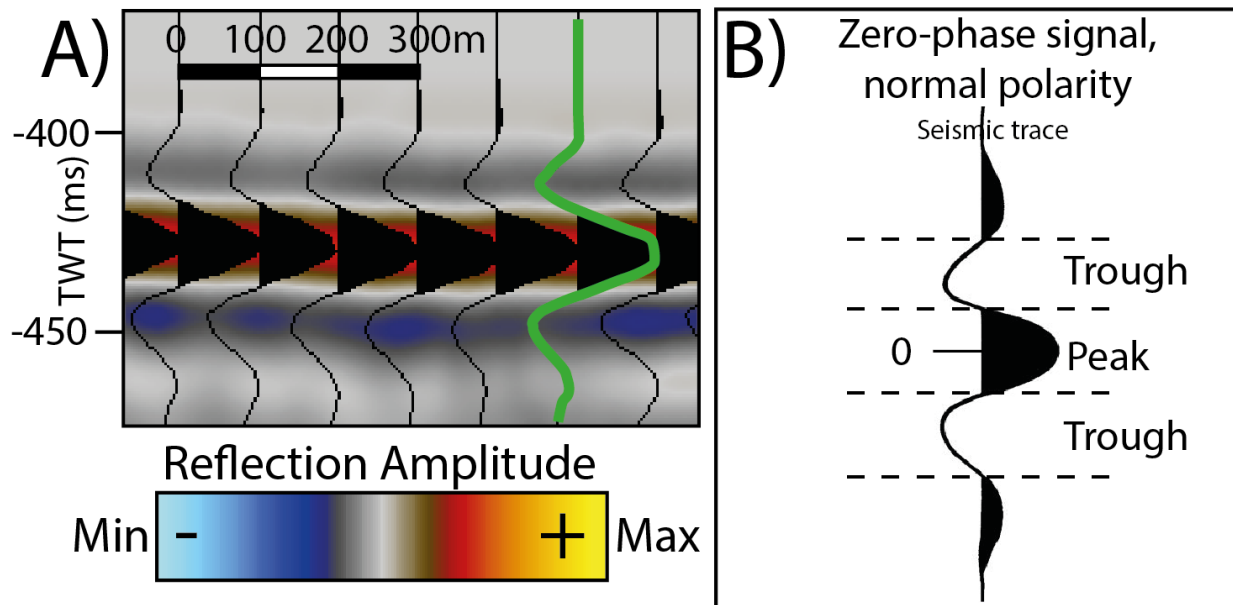 A)
0 100 200 300m
-400
TWT (ms)
-450
Reflection Amplitude
Min - + Max
B)
Zero-phase signal,
normal polarity
Seismic trace
Trough
0 Peak
Trough